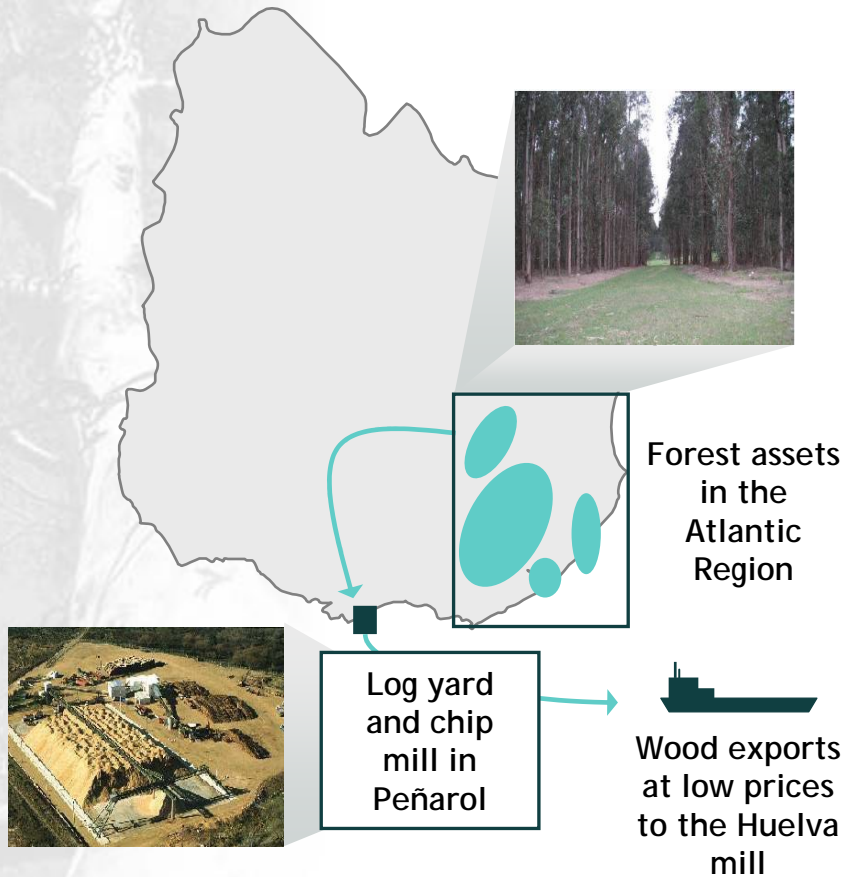 Forest assets
in the
Atlantic
Region
Log yard
and chip
mill in
Peñarol
Wood exports
at low prices
to the Huelva
mill